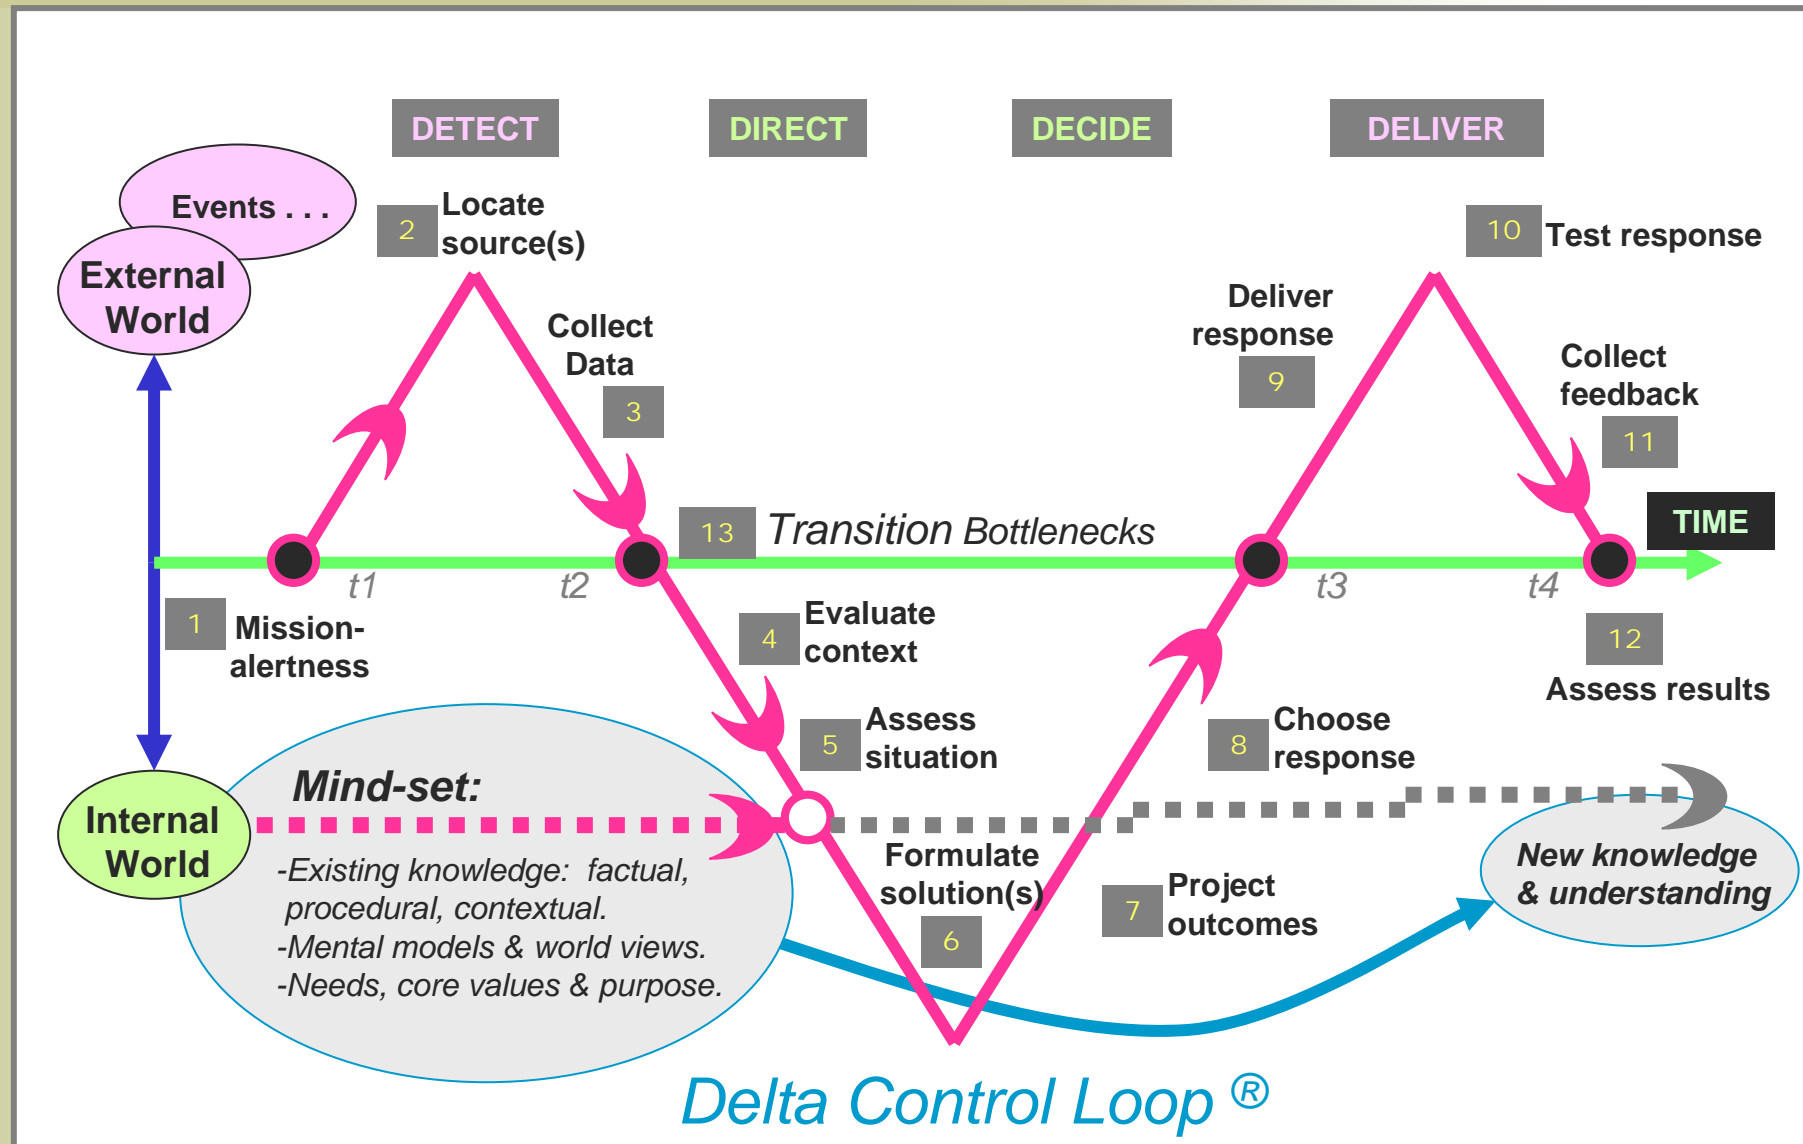 DETECT
DIRECT
DECIDE
DELIVER
Events . . .
External
World
2
Locate
source(s)
Collect
Data
3
10
Test response
Deliver
response
9
Collect
feedback
11
TIME
13
Transition Bottlenecks
t1
t2
t3
t4
1
Mission-
alertness
4
Evaluate
context
12
Assess results
5
Assess
situation
8
Choose
response
Internal
World
Mind-set:
-Existing knowledge: factual,
procedural, contextual.
-Mental models & world views.
-Needs, core values & purpose.
Formulate
solution(s)
6
7
Project
outcomes
New knowledge
& understanding
Delta Control Loop ®